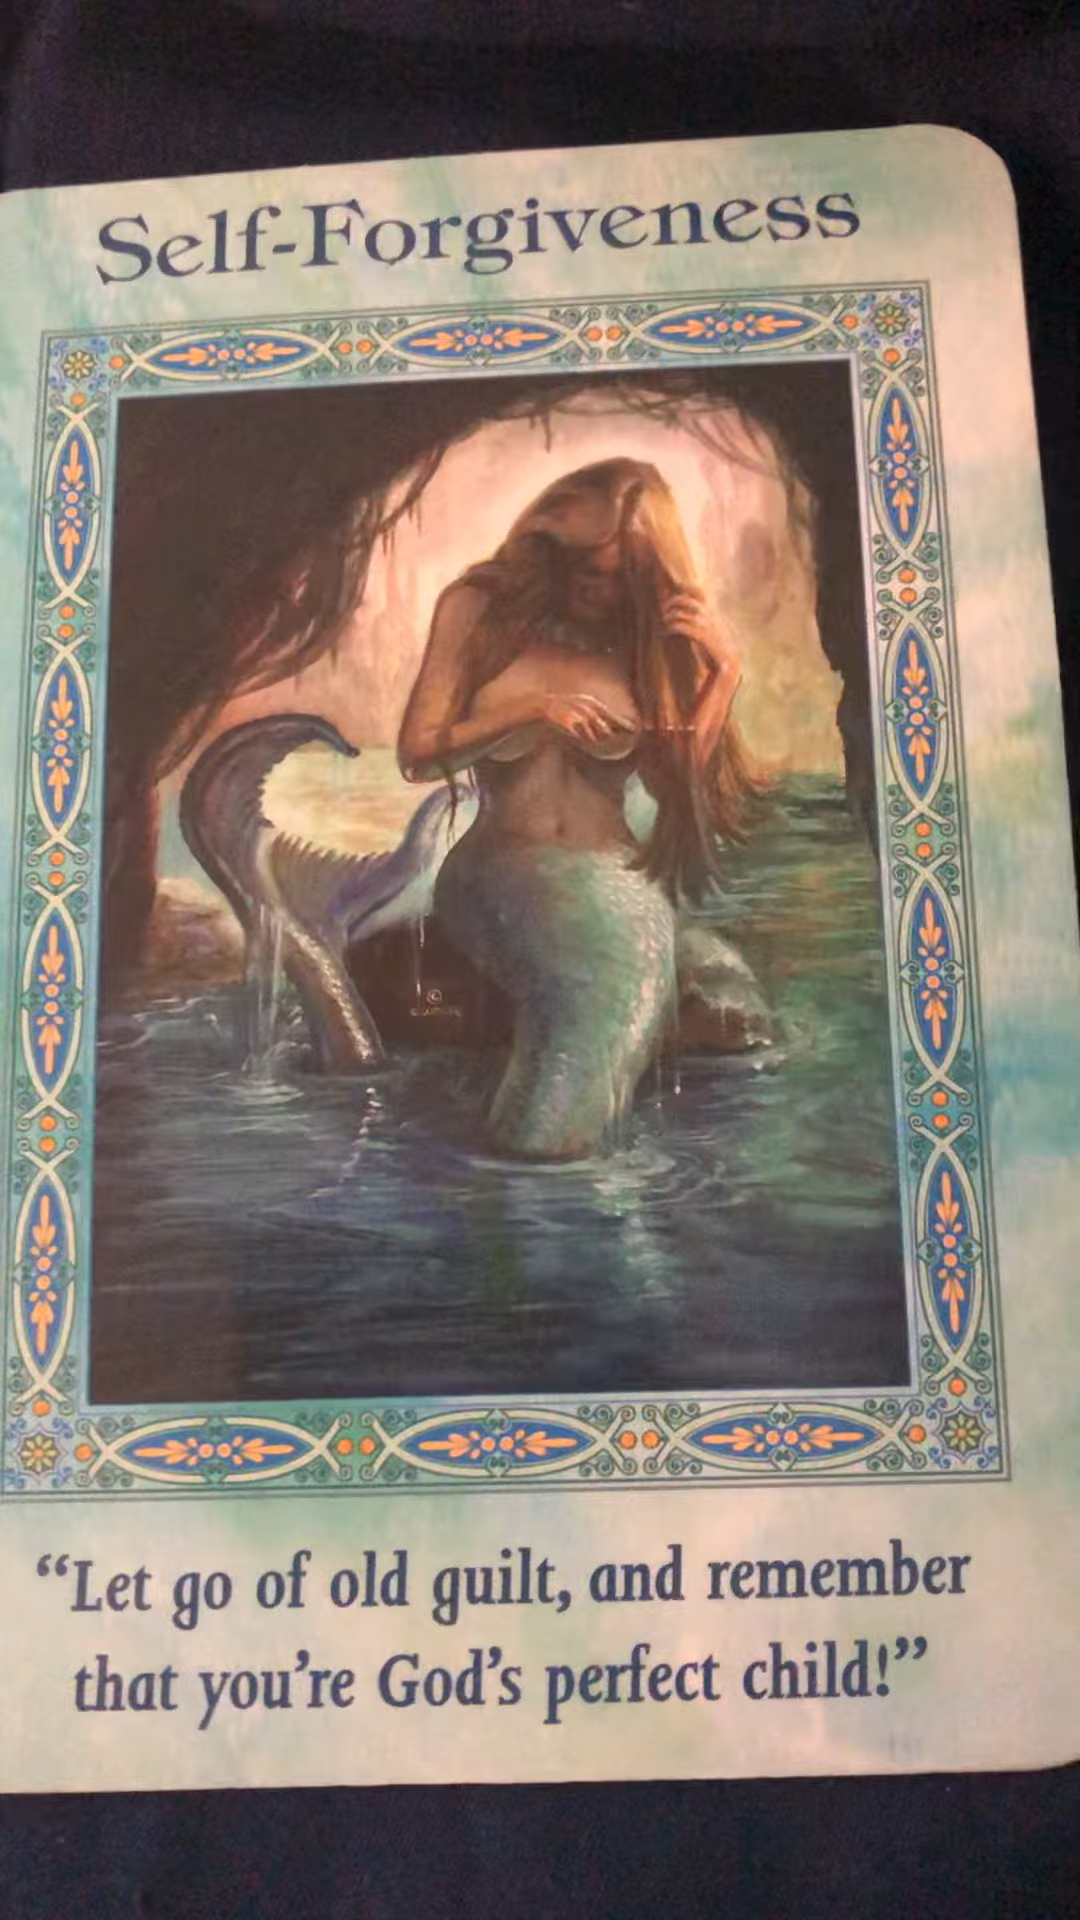 Self-Forgiveness
©
“Let go of old guilt, and remember
that you’re God’s perfect child!”